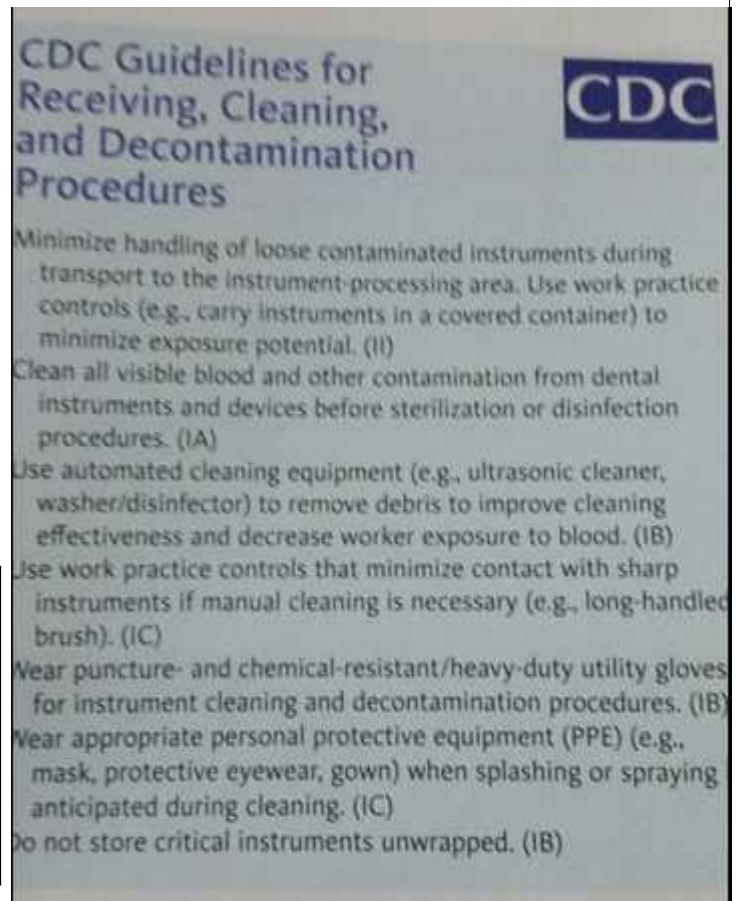 CDC Guidelines for
Receiving, Cleaning,
and Decontamination
Procedures
CDC
Minimize handling of loose contaminated instruments during
transport to the instrument-processing area. Use work practice
controls (e.g., carry instruments in a covered container) to
minimize exposure potential. (II)
Clean all visible blood and other contamination from dental
instruments and devices before sterilization or disinfection
procedures. (IA)
Use automated cleaning equipment (e.g., ultrasonic cleaner,
washer/disinfector) to remove debris to improve cleaning
effectiveness and decrease worker exposure to blood. (IB)
Use work practice controls that minimize contact with sharp
instruments if manual cleaning is necessary (e.g., long-handled
brush). (IC)
Wear puncture- and chemical-resistant/heavy-duty utility gloves
for instrument cleaning and decontamination procedures. (IB)
Wear appropriate personal protective equipment (PPE) (e.g.,
mask, protective eyewear, gown) when splashing or spraying
anticipated during cleaning. (IC)
Do not store critical instruments unwrapped. (IB)